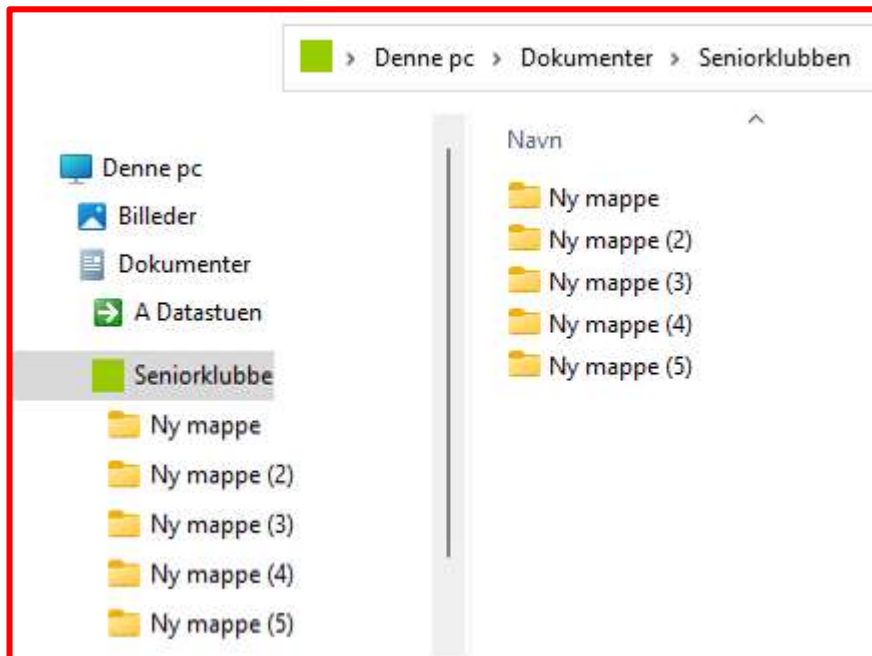 Denne pc > Dokumenter > Seniorklubben
Denne pc
Billeder
Dokumenter
A Datastuen
Seniorklubbe
Ny mappe
Ny mappe (2)
Ny mappe (3)
Ny mappe (4)
Ny mappe (5)
Navn
Ny mappe
Ny mappe (2)
Ny mappe (3)
Ny mappe (4)
Ny mappe (5)